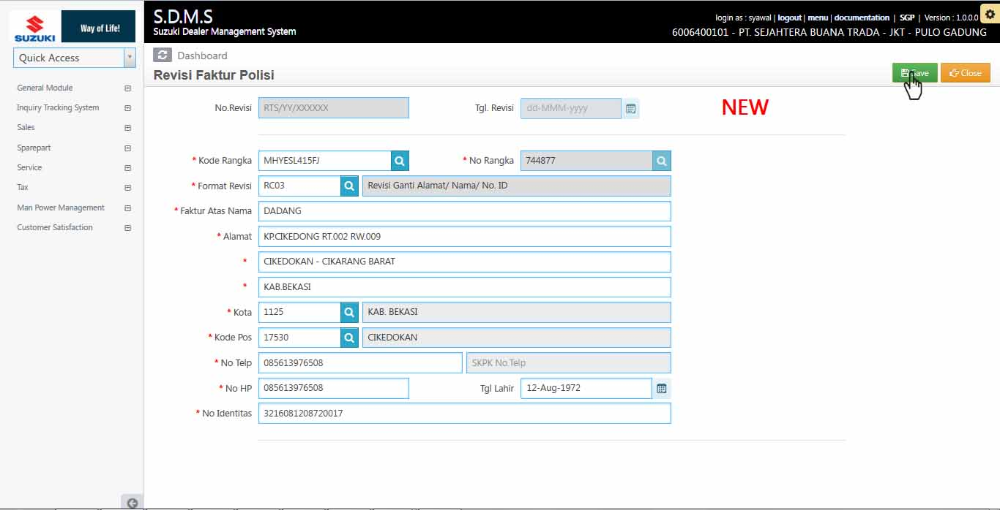 SUZUKI
Way of Life!
S.D.M.S
Suzuki Dealer Management System
login as : syawal | logout | menu | documentation | SGP | Version : 1.0.0.0
6006400101 - PT. SEJAHTERA BUANA TRADA - JKT - PULO GADUNG
Quick Access
General Module
Inquiry Tracking System
Sales
Sparepart
Service
Tax
Man Power Management
Customer Satisfaction
Dashboard
Revisi Faktur Polisi
Save Close
No.Revisi RTS/YY/XXXXXX Tgl. Revisi dd-MMM-yyyy NEW
* Kode Rangka MHYESL415FJ * No Rangka 744877
* Format Revisi RC03 Revisi Ganti Alamat/ Nama/ No. ID
* Faktur Atas Nama DADANG
* Alamat KP.CIKEDONG RT.002 RW.009
* CIKEDOKAN - CIKARANG BARAT
* KAB.BEKASI
* Kota 1125 KAB. BEKASI
* Kode Pos 17530 CIKEDOKAN
* No Telp 085613976508 SKPK No.Telp
* No HP 085613976508 Tgl Lahir 12-Aug-1972
* No Identitas 3216081208720017